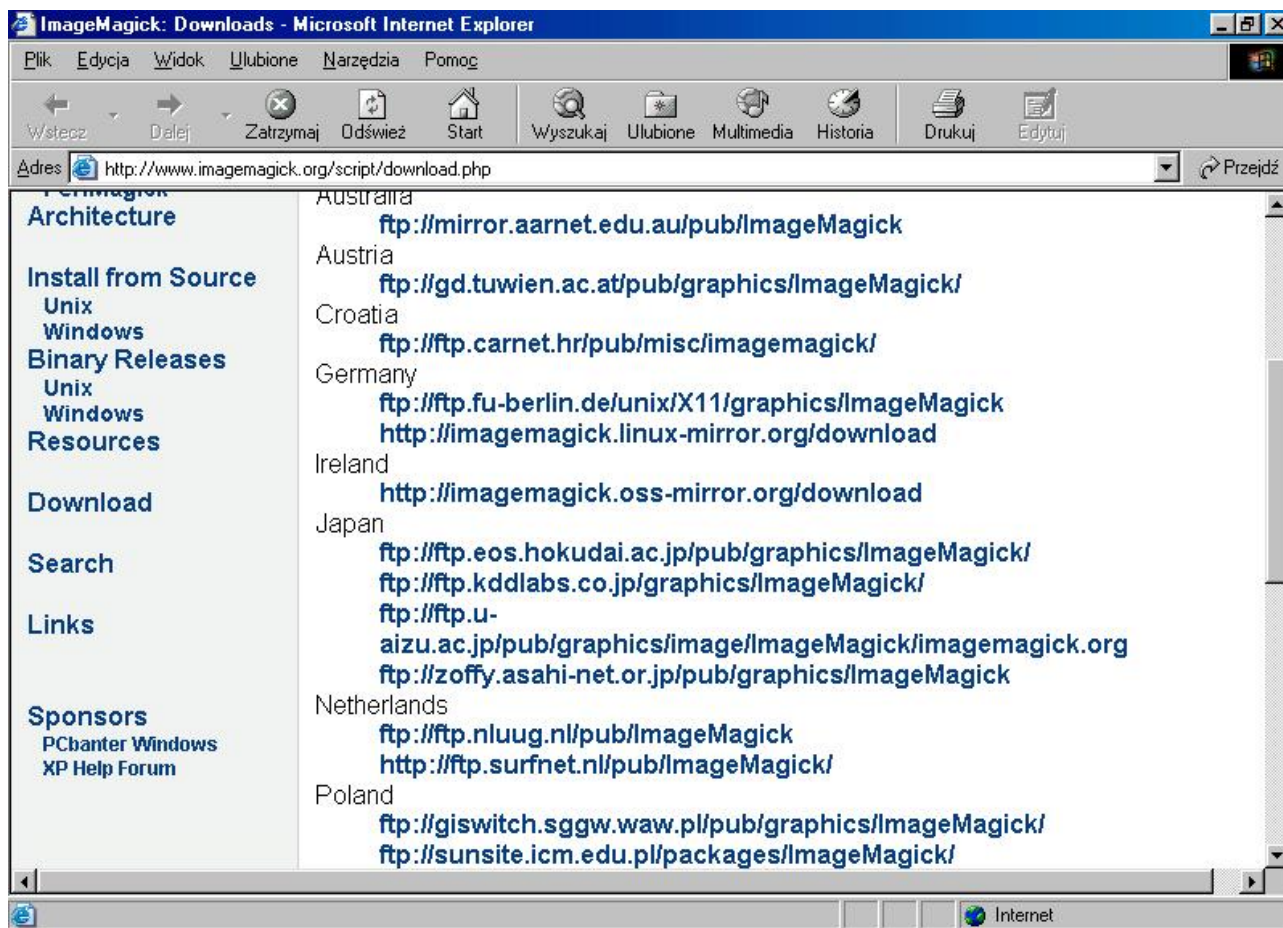 ImageMagick: Downloads - Microsoft Internet Explorer
Plik Edycja Widok Ulubione Narzędzia Pomoc
Wstecz Dalej Zatrzymaj Odśwież Start Wyszukaj Ulubione Multimedia Historia Drukuj Edytuj
Adres http://www.imagemagick.org/script/download.php Przejdź
PerlMagick
Architecture
Install from Source
Unix
Windows
Binary Releases
Unix
Windows
Resources
Download
Search
Links
Sponsors
PCbanter Windows
XP Help Forum
Australia
ftp://mirror.aarnet.edu.au/pub/ImageMagick
Austria
ftp://gd.tuwien.ac.at/pub/graphics/ImageMagick/
Croatia
ftp://ftp.carnet.hr/pub/misc/imagemagick/
Germany
ftp://ftp.fu-berlin.de/unix/X11/graphics/ImageMagick
http://imagemagick.linux-mirror.org/download
Ireland
http://imagemagick.oss-mirror.org/download
Japan
ftp://ftp.eos.hokudai.ac.jp/pub/graphics/ImageMagick/
ftp://ftp.kddlabs.co.jp/graphics/ImageMagick/
ftp://ftp.u-
aizu.ac.jp/pub/graphics/image/ImageMagick/imagemagick.org
ftp://zoffy.asahi-net.or.jp/pub/graphics/ImageMagick
Netherlands
ftp://ftp.nluug.nl/pub/ImageMagick
http://ftp.surfnet.nl/pub/ImageMagick/
Poland
ftp://giswitch.sggw.waw.pl/pub/graphics/ImageMagick/
ftp://sunsite.icm.edu.pl/packages/ImageMagick/
Internet